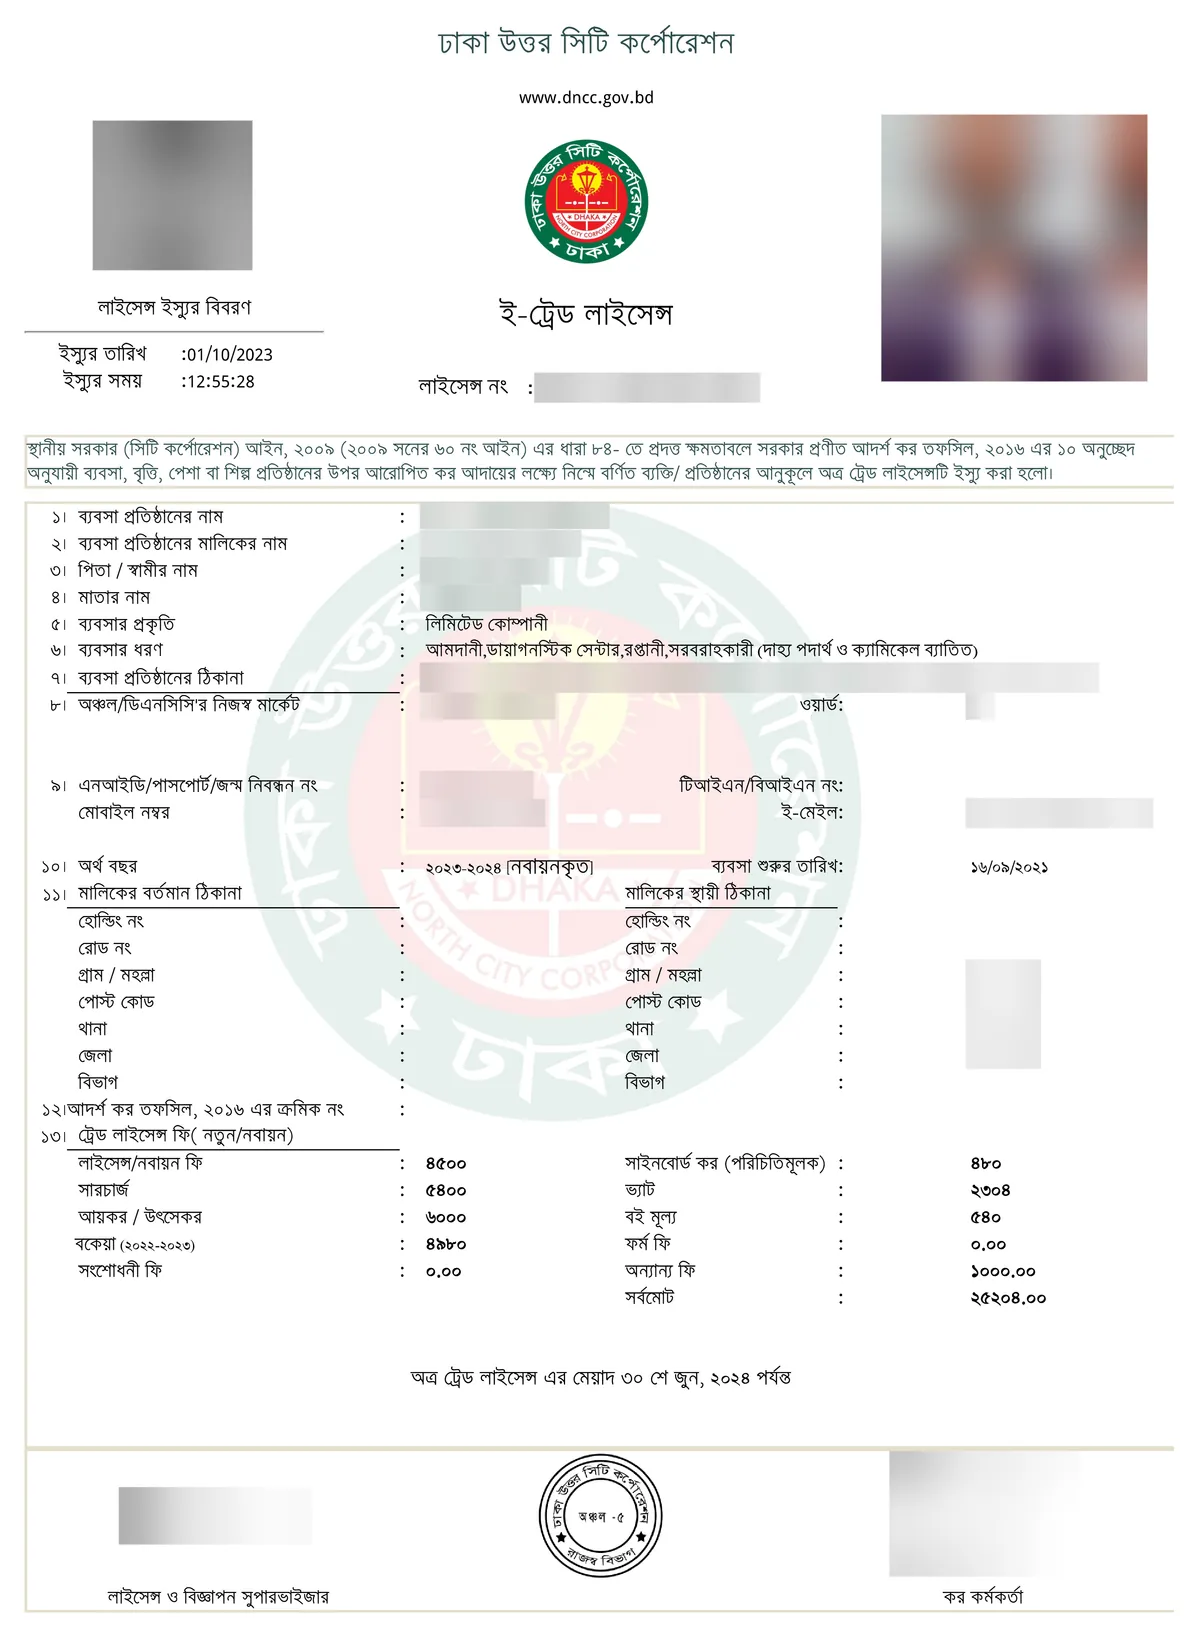 ঢাকা উত্তর সিটি কর্পোরেশন
www.dncc.gov.bd
ঢাকা উত্তর সিটি কর্পোরেশন
DHAKA
NORTH CITY CORPORATION
ঢাকা
লাইসেন্স ইস্যুর বিবরণ
ইস্যুর তারিখ :01/10/2023
ইস্যুর সময় :12:55:28
ই-ট্রেড লাইসেন্স
লাইসেন্স নং :
স্থানীয় সরকার (সিটি কর্পোরেশন) আইন, ২০০৯ (২০০৯ সনের ৬০ নং আইন) এর ধারা ৮৪- তে প্রদত্ত ক্ষমতাবলে সরকার প্রণীত আদর্শ কর তফসিল, ২০১৬ এর ১০ অনুচ্ছেদ
অনুযায়ী ব্যবসা, বৃত্তি, পেশা বা শিল্প প্রতিষ্ঠানের উপর আরোপিত কর আদায়ের লক্ষ্যে নিম্মে বর্ণিত ব্যক্তি/ প্রতিষ্ঠানের আনুকূলে অত্র ট্রেড লাইসেন্সটি ইস্যু করা হলো।
১। ব্যবসা প্রতিষ্ঠানের নাম :
২। ব্যবসা প্রতিষ্ঠানের মালিকের নাম :
৩। পিতা / স্বামীর নাম :
৪। মাতার নাম :
৫। ব্যবসার প্রকৃতি : লিমিটেড কোম্পানী
৬। ব্যবসার ধরণ : আমদানী,ডায়াগনস্টিক সেন্টার,রপ্তানী,সরবরাহকারী (দাহ্য পদার্থ ও ক্যামিকেল ব্যাতিত)
৭। ব্যবসা প্রতিষ্ঠানের ঠিকানা :
৮। অঞ্চল/ডিএনসিসি'র নিজস্ব মার্কেট : ওয়ার্ড:
৯। এনআইডি/পাসপোর্ট/জন্ম নিবন্ধন নং : টিআইএন/বিআইএন নং:
মোবাইল নম্বর : ই-মেইল:
১০। অর্থ বছর : ২০২৩-২০২৪ [নবায়নকৃত] ব্যবসা শুরুর তারিখ: ১৬/০৯/২০২১
১১। মালিকের বর্তমান ঠিকানা মালিকের স্থায়ী ঠিকানা
হোল্ডিং নং : হোল্ডিং নং :
রোড নং : রোড নং :
গ্রাম / মহল্লা : গ্রাম / মহল্লা :
পোস্ট কোড : পোস্ট কোড :
থানা : থানা :
জেলা : জেলা :
বিভাগ : বিভাগ :
১২।আদর্শ কর তফসিল, ২০১৬ এর ক্রমিক নং :
১৩। ট্রেড লাইসেন্স ফি( নতুন/নবায়ন)
লাইসেন্স/নবায়ন ফি : ৪৫০০ সাইনবোর্ড কর (পরিচিতিমূলক) : ৪৮০
সারচার্জ : ৫৪০০ ভ্যাট : ২৩০৪
আয়কর / উৎসেকর : ৬০০০ বই মূল্য : ৫৪০
বকেয়া (২০২২-২০২৩) : ৪৯৮০ ফর্ম ফি : ০.০০
সংশোধনী ফি : ০.০০ অন্যান্য ফি : ১০০০.০০
সর্বমোট : ২৫২০৪.০০
অত্র ট্রেড লাইসেন্স এর মেয়াদ ৩০ শে জুন, ২০২৪ পর্যন্ত
ঢাকা উত্তর সিটি কর্পোরেশন
অঞ্চল -৫
রাজস্ব বিভাগ
লাইসেন্স ও বিজ্ঞাপন সুপারভাইজার কর কর্মকর্তা